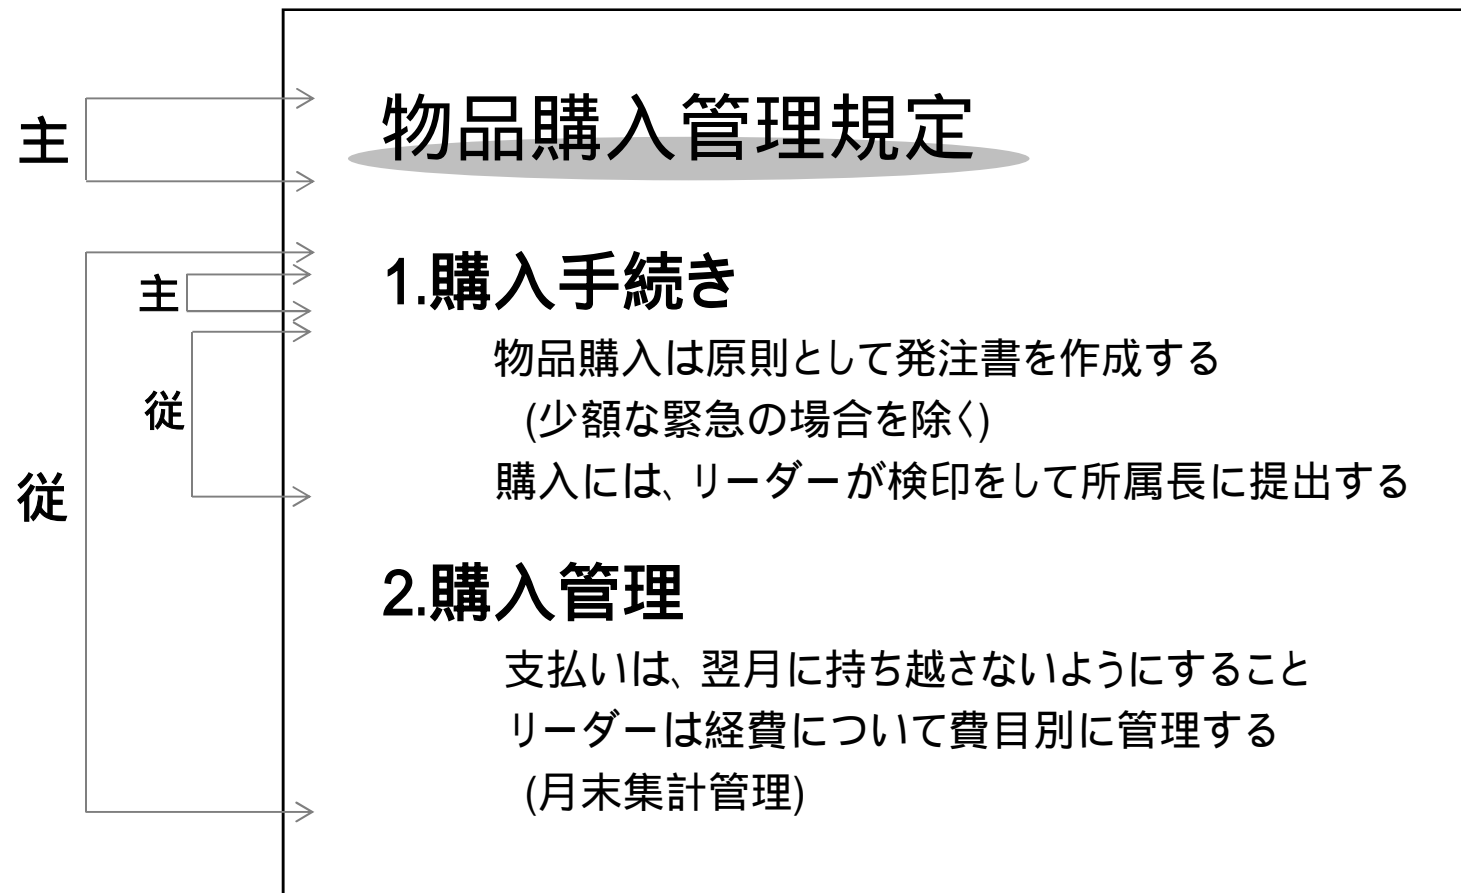 主
物品購入管理規定
主
1.購入手続き
従
物品購入は原則として発注書を作成する
(少額な緊急の場合を除く)
従
購入には、リーダーが検印をして所属長に提出する
2.購入管理
支払いは、翌月に持ち越さないようにすること
リーダーは経費について費目別に管理する
(月末集計管理)